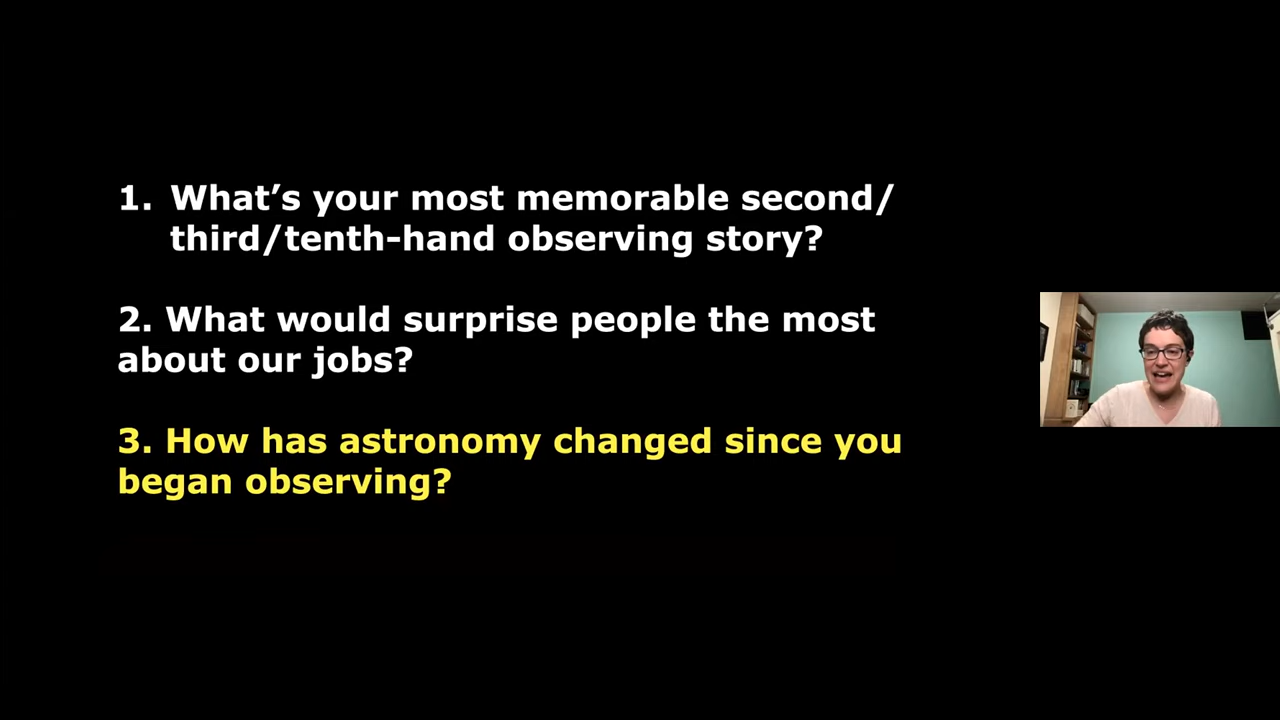 1. What’s your most memorable second/
third/tenth-hand observing story?
2. What would surprise people the most
about our jobs?
3. How has astronomy changed since you
began observing?